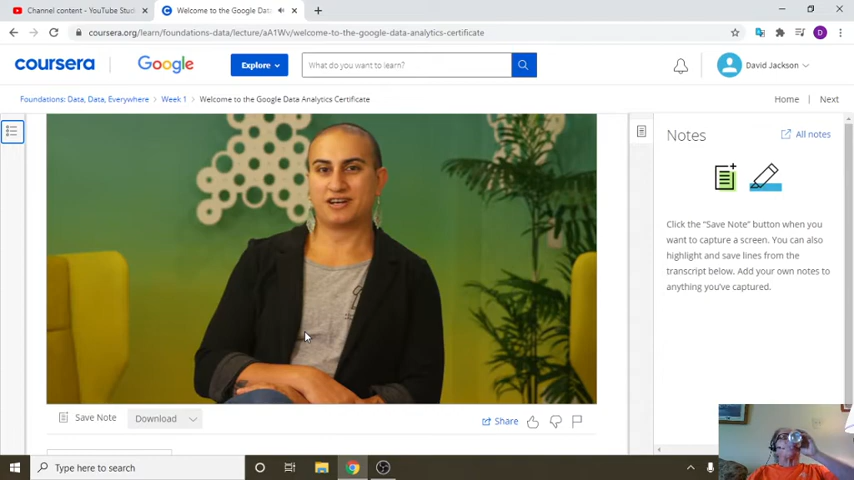 Channel content - YouTube Stud
Welcome to the Google Data
coursera.org/learn/foundations-data/lecture/aA1Wv/welcome-to-the-google-data-analytics-certificate
D
coursera
Google
Explore
What do you want to learn?
David Jackson
Foundations: Data, Data, Everywhere
Week 1
Welcome to the Google Data Analytics Certificate
Home
Next
Notes
All notes
Click the "Save Note" button when you
want to capture a screen. You can also
highlight and save lines from the
transcript below. Add your own notes to
anything you've captured.
Save Note
Download
Share
Type here to search